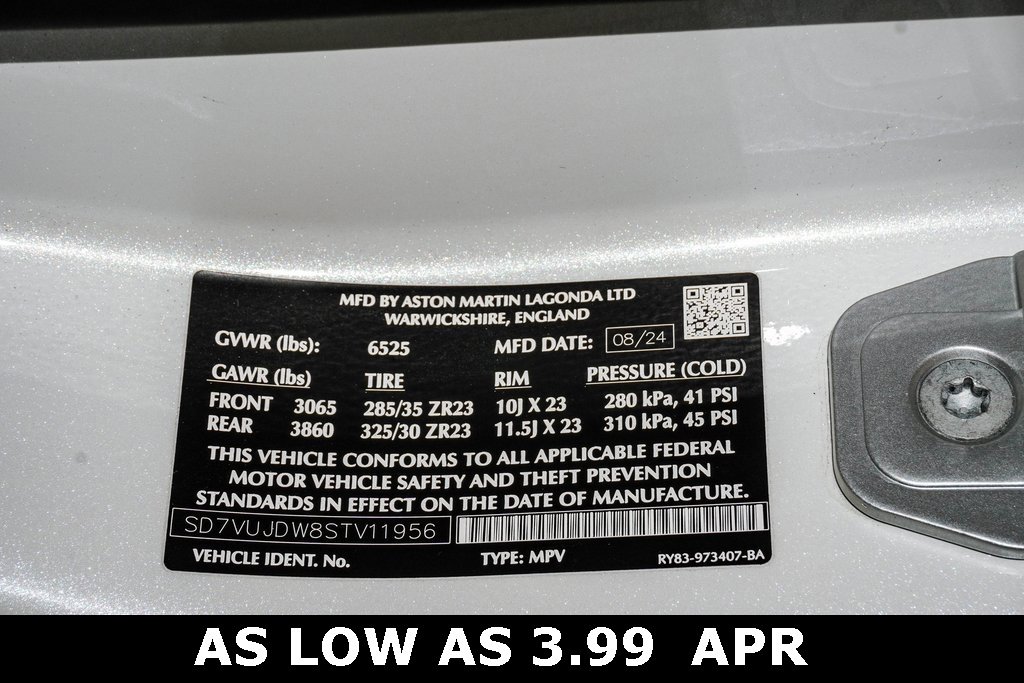 MFD BY ASTON MARTIN LAGONDA LTD
WARWICKSHIRE, ENGLAND
GVWR (lbs): 6525 MFD DATE: 08/24
GAWR (lbs) TIRE RIM PRESSURE (COLD)
FRONT 3065 285/35 ZR23 10J X 23 280 kPa, 41 PSI
REAR 3860 325/30 ZR23 11.5J X 23 310 kPa, 45 PSI
THIS VEHICLE CONFORMS TO ALL APPLICABLE FEDERAL
MOTOR VEHICLE SAFETY AND THEFT PREVENTION
STANDARDS IN EFFECT ON THE DATE OF MANUFACTURE.
SD7VUJDW8STV11956
VEHICLE IDENT. No. TYPE: MPV RY83-973407-BA
AS LOW AS 3.99 APR